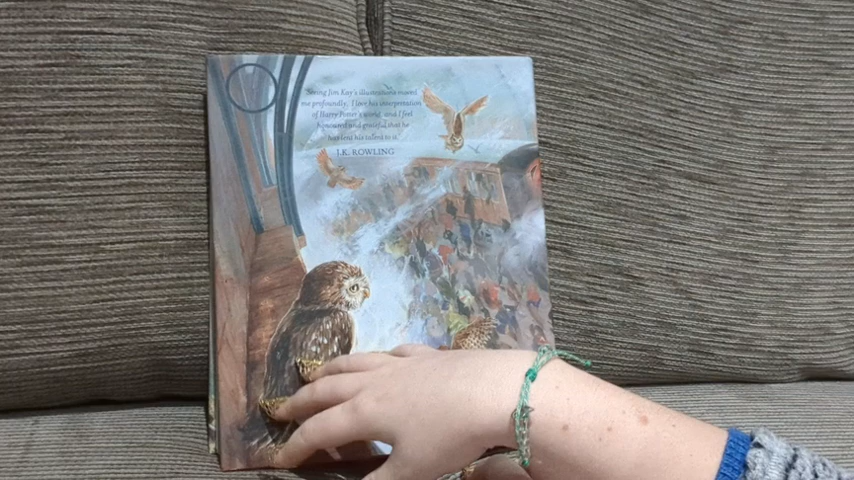 "Seeing Jim Kay's illustrations moved
me profoundly. I love his interpretation
of Harry Potter's world, and I feel
honoured and grateful that he
has lent his talent to it."
J.K. ROWLING